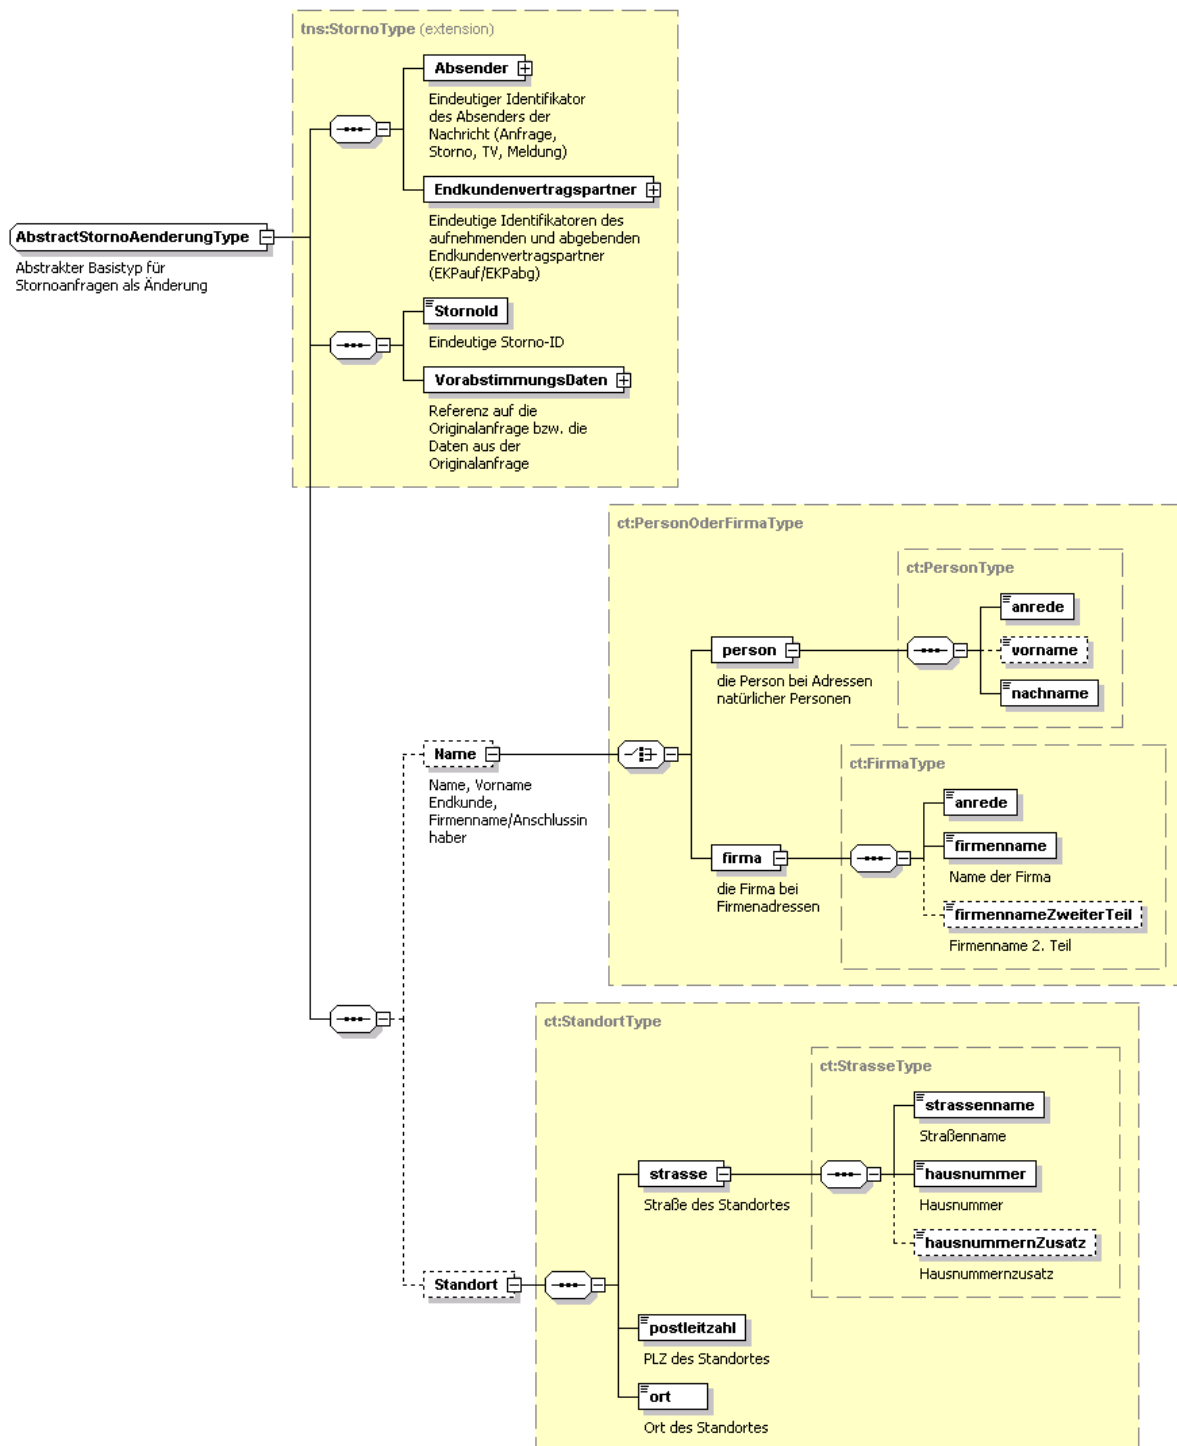 tns:StornoType (extension)
Absender
Eindeutiger Identifikator
des Absenders der
Nachricht (Anfrage,
Storno, TV, Meldung)
Endkundenvertragspartner
Eindeutige Identifikatoren des
aufnehmenden und abgebenden
Endkundenvertragspartner
(EKPauf/EKPabg)
AbstractStornoAenderungType
Abstrakter Basistyp für
Stornoanfragen als Änderung
StornoId
Eindeutige Storno-ID
VorabstimmungsDaten
Referenz auf die
Originalanfrage bzw. die
Daten aus der
Originalanfrage
ct:PersonOderFirmaType
ct:PersonType
anrede
person
vorname
die Person bei Adressen
natürlicher Personen
nachname
Name
Name, Vorname
Endkunde,
Firmenname/Anschlussin
haber
ct:FirmaType
anrede
firmenname
Name der Firma
firma
die Firma bei
Firmenadressen
firmennameZweiterTeil
Firmenname 2. Teil
ct:StandortType
ct:StrasseType
strassenname
Straßenname
strasse
Straße des Standortes
hausnummer
Hausnummer
hausnummernZusatz
Hausnummernzusatz
Standort
postleitzahl
PLZ des Standortes
ort
Ort des Standortes